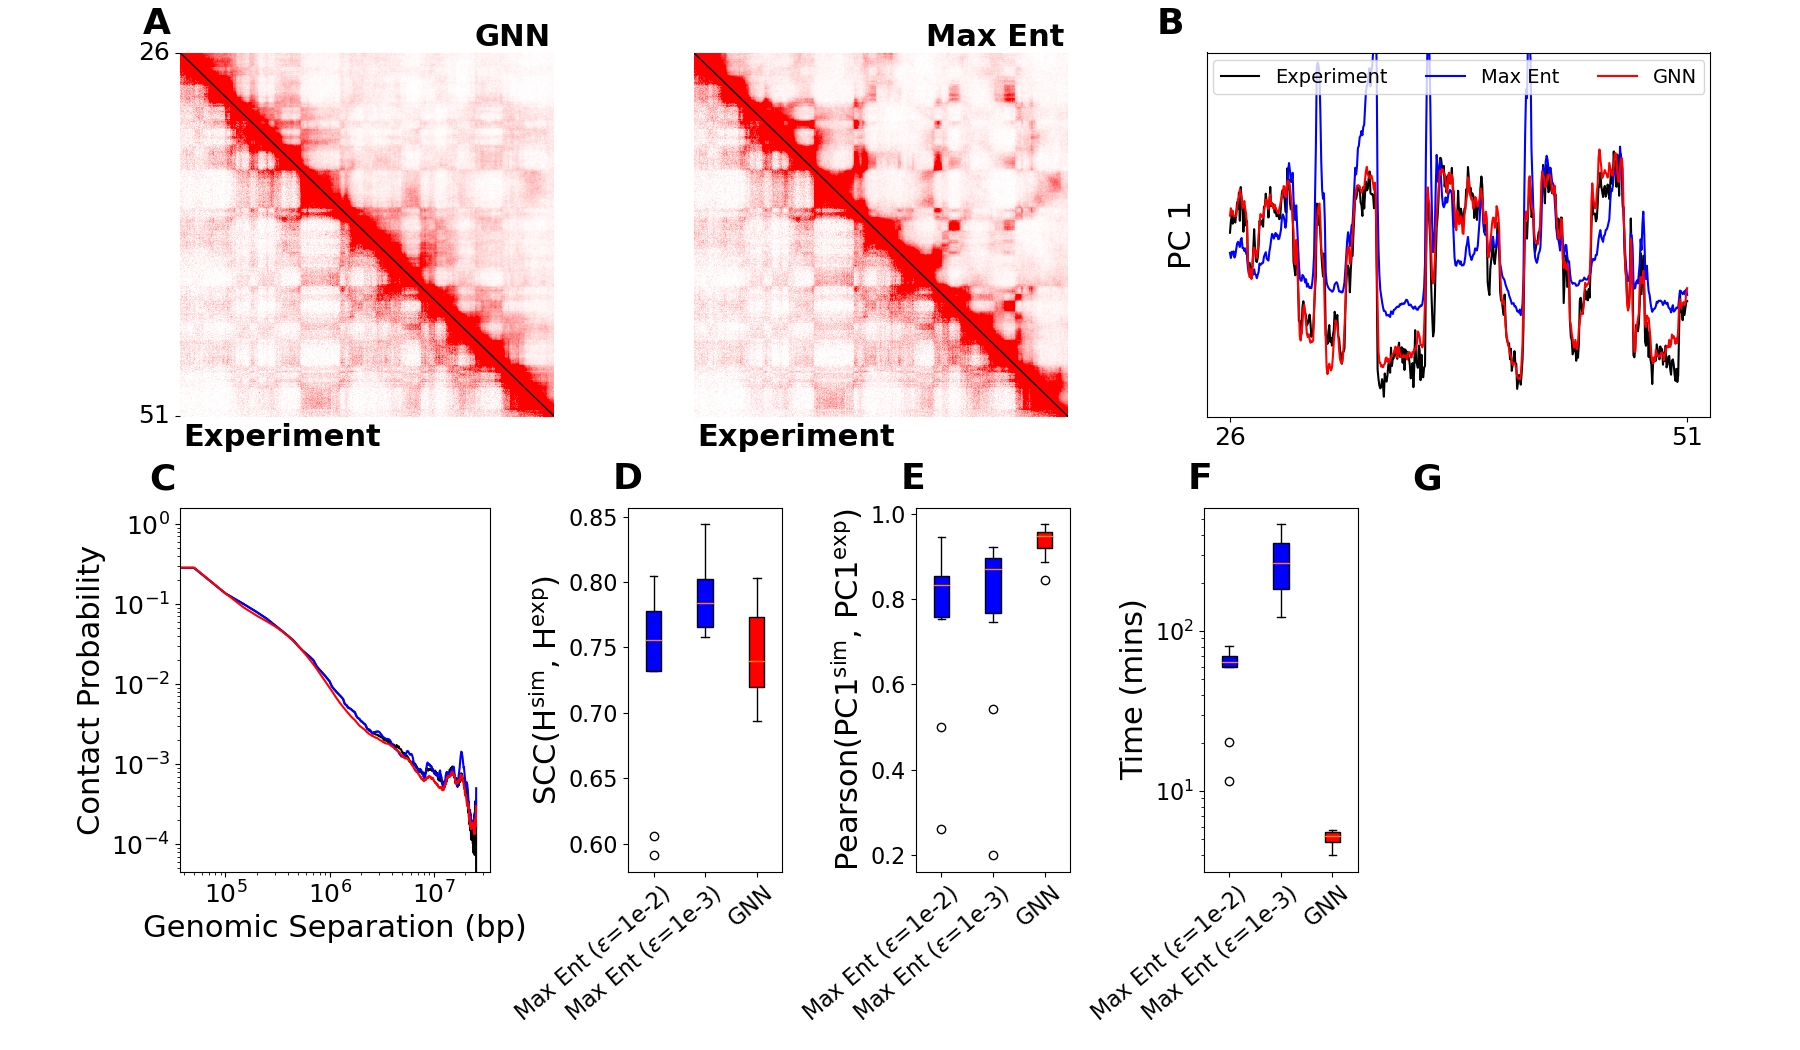 A
GNN
Max Ent
B
26
51
Experiment
Experiment
Experiment
Max Ent
GNN
PC 1
26
51
C
D
E
F
G
10^0
10^-1
10^-2
10^-3
10^-4
Contact Probability
10^5
10^6
10^7
Genomic Separation (bp)
0.85
0.80
0.75
0.70
0.65
0.60
SCC(H^sim, H^exp)
Max Ent (ε=1e-2)
Max Ent (ε=1e-3)
GNN
1.0
0.8
0.6
0.4
0.2
Pearson(PC1^sim, PC1^exp)
Max Ent (ε=1e-2)
Max Ent (ε=1e-3)
GNN
10^2
10^1
Time (mins)
Max Ent (ε=1e-2)
Max Ent (ε=1e-3)
GNN